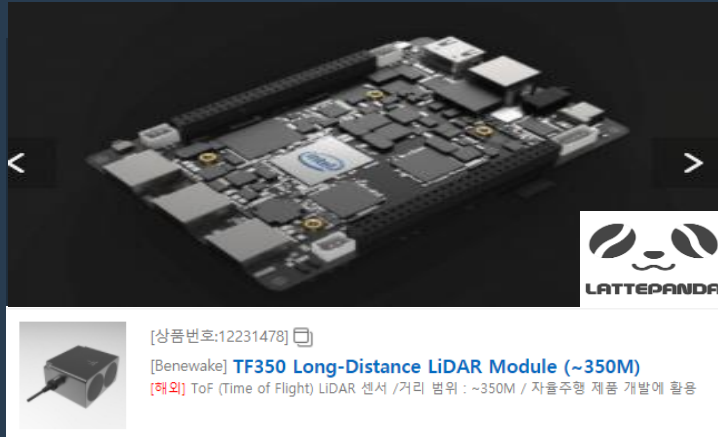 intel
LATTEPANDA
[상품번호:12231478]
[Benewake] TF350 Long-Distance LiDAR Module (~350M)
[해외] ToF (Time of Flight) LiDAR 센서 /거리 범위 : ~350M / 자율주행 제품 개발에 활용